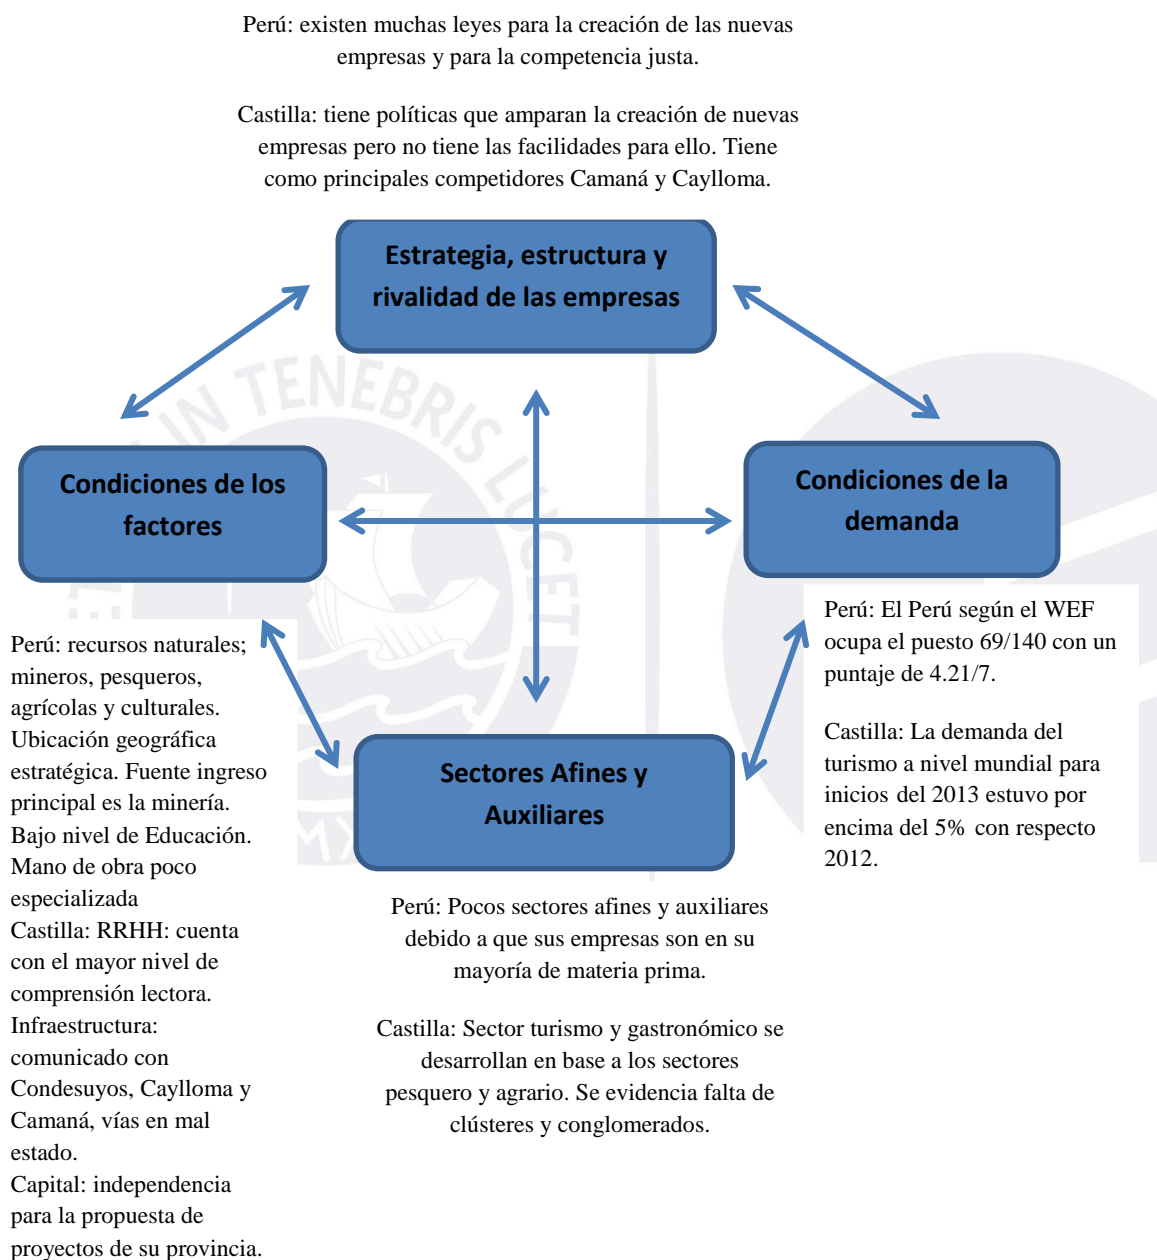 Perú: existen muchas leyes para la creación de las nuevas
empresas y para la competencia justa.
Castilla: tiene políticas que amparan la creación de nuevas
empresas pero no tiene las facilidades para ello. Tiene
como principales competidores Camaná y Caylloma.
Estrategia, estructura y
rivalidad de las empresas
IN TENEBRIS LUCET
Condiciones de los
factores
Condiciones de la
demanda
Perú: recursos naturales;
mineros, pesqueros,
agrícolas y culturales.
Ubicación geográfica
estratégica. Fuente ingreso
principal es la minería.
Bajo nivel de Educación.
Mano de obra poco
especializada
Castilla: RRHH: cuenta
con el mayor nivel de
comprensión lectora.
Infraestructura:
comunicado con
Condesuyos, Caylloma y
Camaná, vías en mal
estado.
Capital: independencia
para la propuesta de
proyectos de su provincia.
Perú: El Perú según el WEF
ocupa el puesto 69/140 con un
puntaje de 4.21/7.
Castilla: La demanda del
turismo a nivel mundial para
inicios del 2013 estuvo por
encima del 5% con respecto
2012.
Sectores Afines y
Auxiliares
Perú: Pocos sectores afines y auxiliares
debido a que sus empresas son en su
mayoría de materia prima.
Castilla: Sector turismo y gastronómico se
desarrollan en base a los sectores
pesquero y agrario. Se evidencia falta de
clústeres y conglomerados.